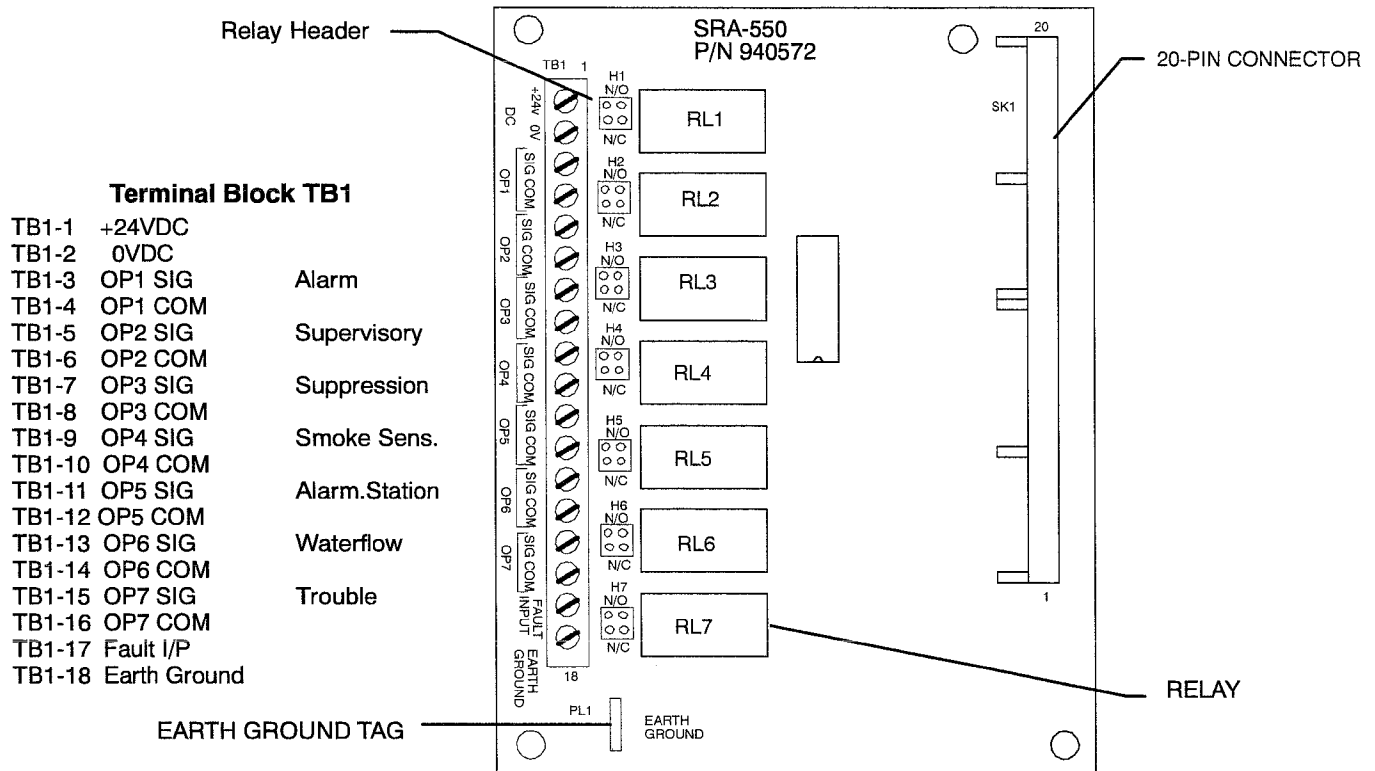 Relay Header
SRA-550
P/N 940572
20
20-PIN CONNECTOR
SK1
1
TB1 1
+24v 0V
DC
SIG COM
OP1
SIG COM
OP2
SIG COM
OP3
SIG COM
OP4
SIG COM
OP5
SIG COM
OP6
SIG COM
OP7
FAULT
INPUT
EARTH
GROUND
18
H1
N/O
N/C
RL1
H2
N/O
N/C
RL2
H3
N/O
N/C
RL3
H4
N/O
N/C
RL4
H5
N/O
N/C
RL5
H6
N/O
N/C
RL6
H7
N/O
N/C
RL7
Terminal Block TB1
TB1-1 +24VDC
TB1-2 0VDC
TB1-3 OP1 SIG Alarm
TB1-4 OP1 COM
TB1-5 OP2 SIG Supervisory
TB1-6 OP2 COM
TB1-7 OP3 SIG Suppression
TB1-8 OP3 COM
TB1-9 OP4 SIG Smoke Sens.
TB1-10 OP4 COM
TB1-11 OP5 SIG Alarm.Station
TB1-12 OP5 COM
TB1-13 OP6 SIG Waterflow
TB1-14 OP6 COM
TB1-15 OP7 SIG Trouble
TB1-16 OP7 COM
TB1-17 Fault I/P
TB1-18 Earth Ground
EARTH GROUND TAG
PL1
EARTH
GROUND
RELAY